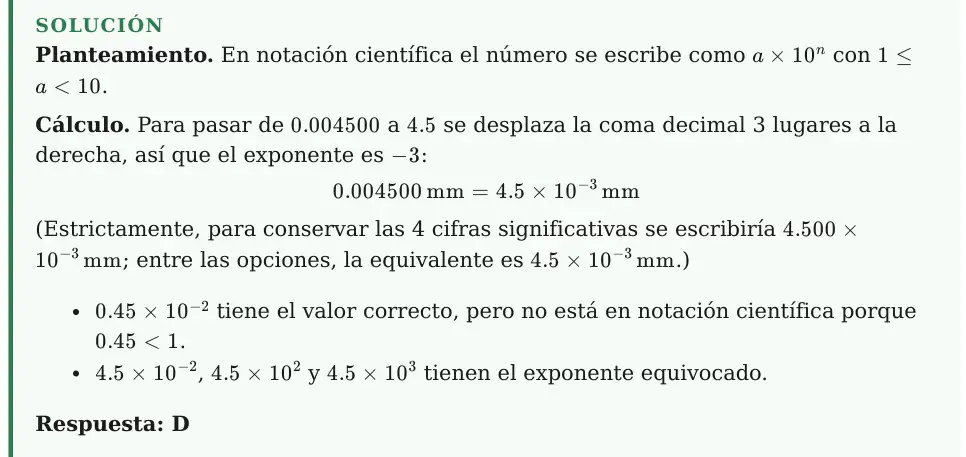 SOLUCIÓN
Planteamiento. En notación científica el número se escribe como a × 10ⁿ con 1 ≤
a < 10.
Cálculo. Para pasar de 0.004500 a 4.5 se desplaza la coma decimal 3 lugares a la
derecha, así que el exponente es −3:
0.004500 mm = 4.5 × 10⁻³ mm
(Estrictamente, para conservar las 4 cifras significativas se escribiría 4.500 ×
10⁻³ mm; entre las opciones, la equivalente es 4.5 × 10⁻³ mm.)
• 0.45 × 10⁻² tiene el valor correcto, pero no está en notación científica porque
0.45 < 1.
• 4.5 × 10⁻², 4.5 × 10² y 4.5 × 10³ tienen el exponente equivocado.
Respuesta: D